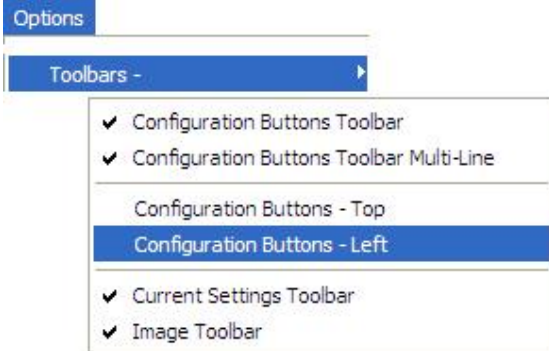 Options
Toolbars -
Configuration Buttons Toolbar
Configuration Buttons Toolbar Multi-Line
Configuration Buttons - Top
Configuration Buttons - Left
Current Settings Toolbar
Image Toolbar